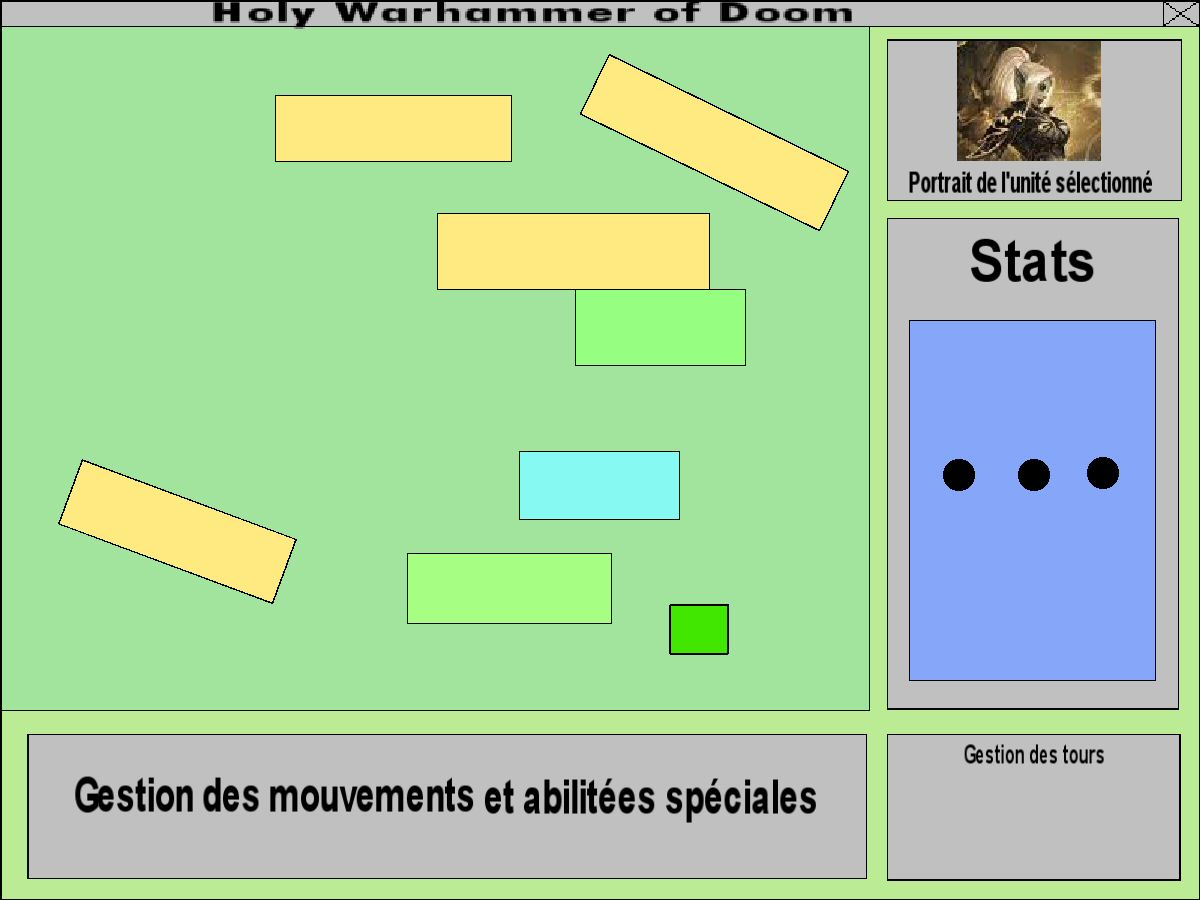 Holy Warhammer of Doom
Portrait de l'unité sélectionné
Stats
Gestion des mouvements et abilitées spéciales
Gestion des tours